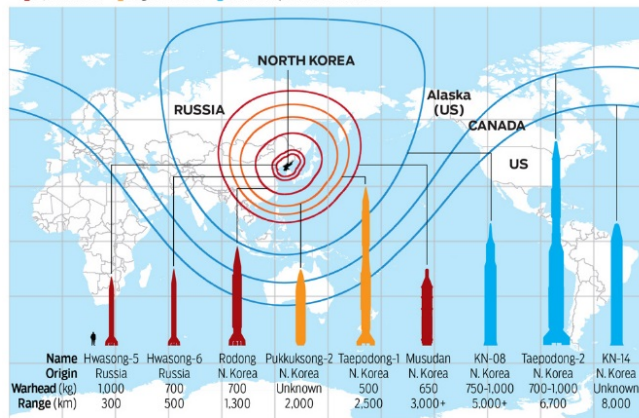 NORTH KOREA
RUSSIA
Alaska
(US)
CANADA
US
Name Hwasong-5 Hwasong-6 Rodong Pukkuksong-2 Taepodong-1 Musudan KN-08 Taepodong-2 KN-14
Origin Russia Russia N. Korea N. Korea N. Korea N. Korea N. Korea N. Korea N. Korea
Warhead (kg) 1,000 700 700 Unknown 500 650 750-1,000 700-1,000 Unknown
Range (km) 300 500 1,300 2,000 2,500 3,000+ 5,000+ 6,700 8,000